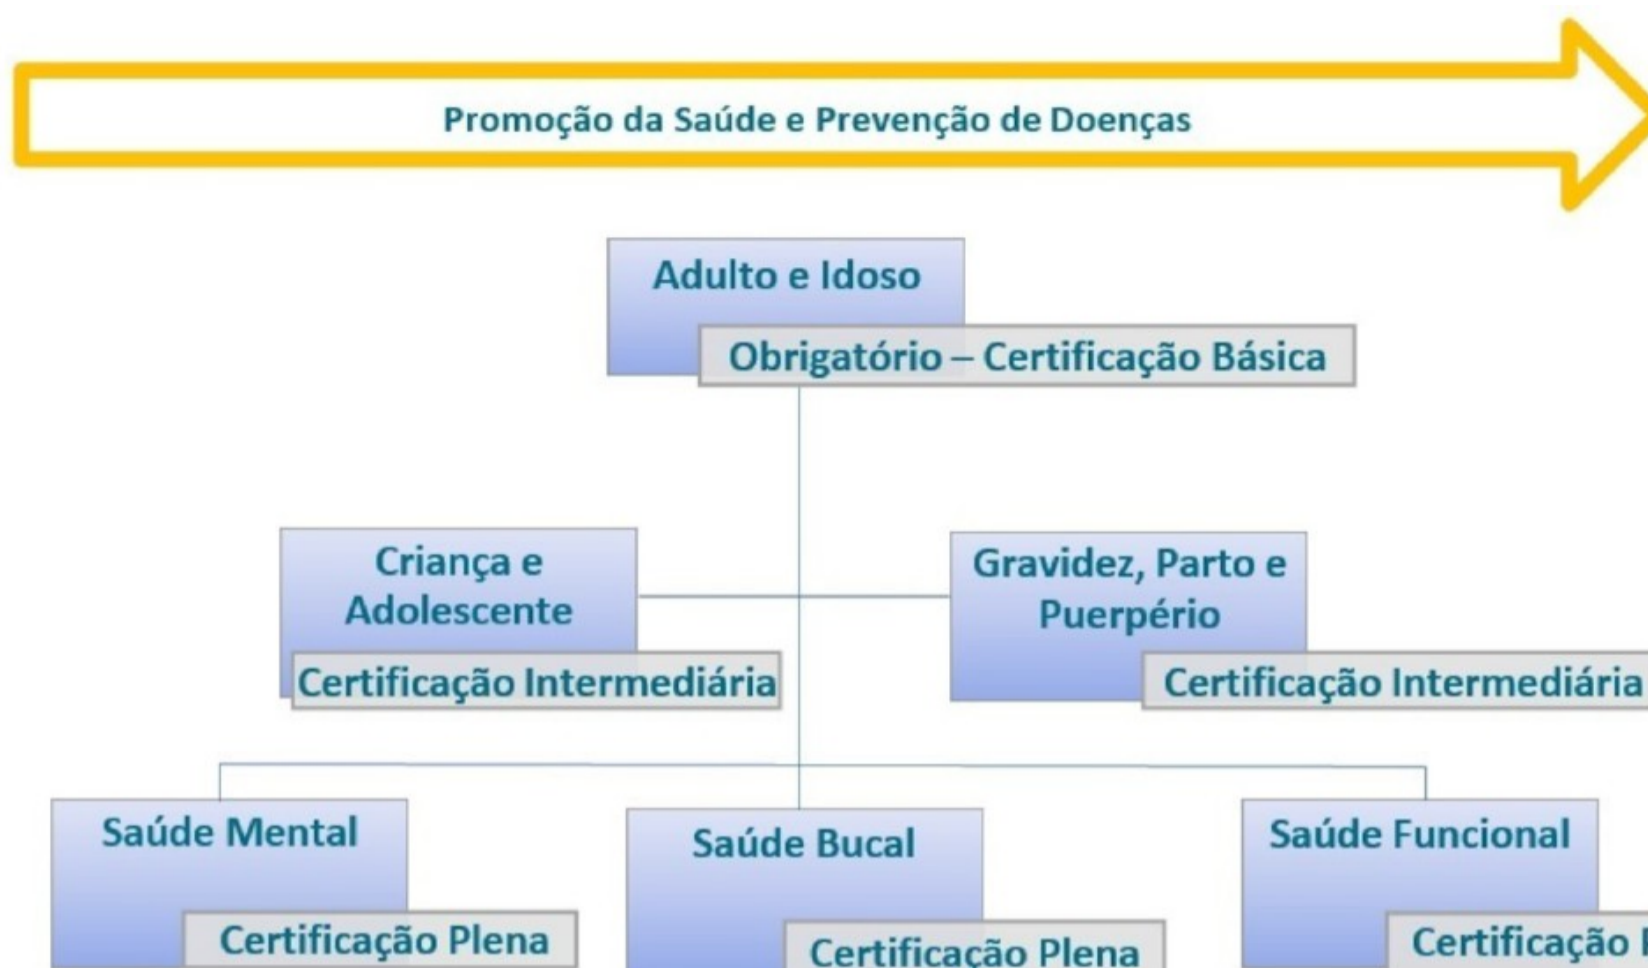 Promoção da Saúde e Prevenção de Doenças
Adulto e Idoso
Obrigatório – Certificação Básica
Criança e
Adolescente
Certificação Intermediária
Gravidez, Parto e
Puerpério
Certificação Intermediária
Saúde Mental
Certificação Plena
Saúde Bucal
Certificação Plena
Saúde Funcional
Certificação